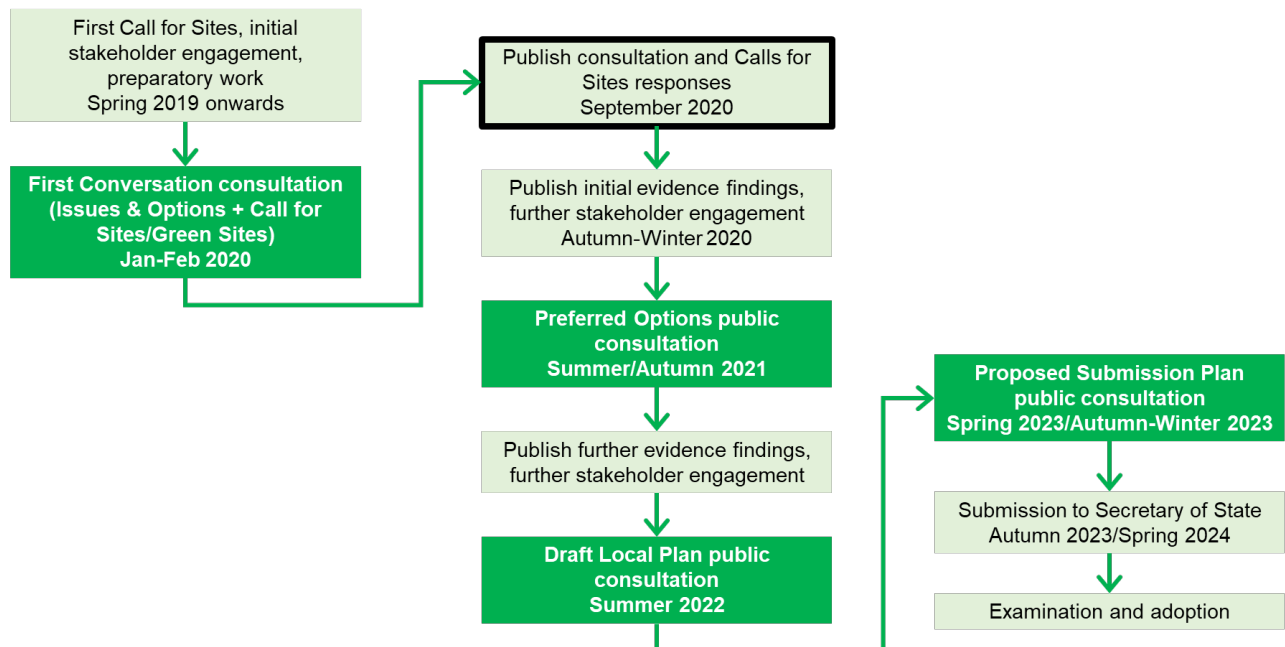 First Call for Sites, initial
stakeholder engagement,
preparatory work
Spring 2019 onwards
First Conversation consultation
(Issues & Options + Call for
Sites/Green Sites)
Jan-Feb 2020
Publish consultation and Calls for
Sites responses
September 2020
Publish initial evidence findings,
further stakeholder engagement
Autumn-Winter 2020
Preferred Options public
consultation
Summer/Autumn 2021
Publish further evidence findings,
further stakeholder engagement
Draft Local Plan public
consultation
Summer 2022
Proposed Submission Plan
public consultation
Spring 2023/Autumn-Winter 2023
Submission to Secretary of State
Autumn 2023/Spring 2024
Examination and adoption